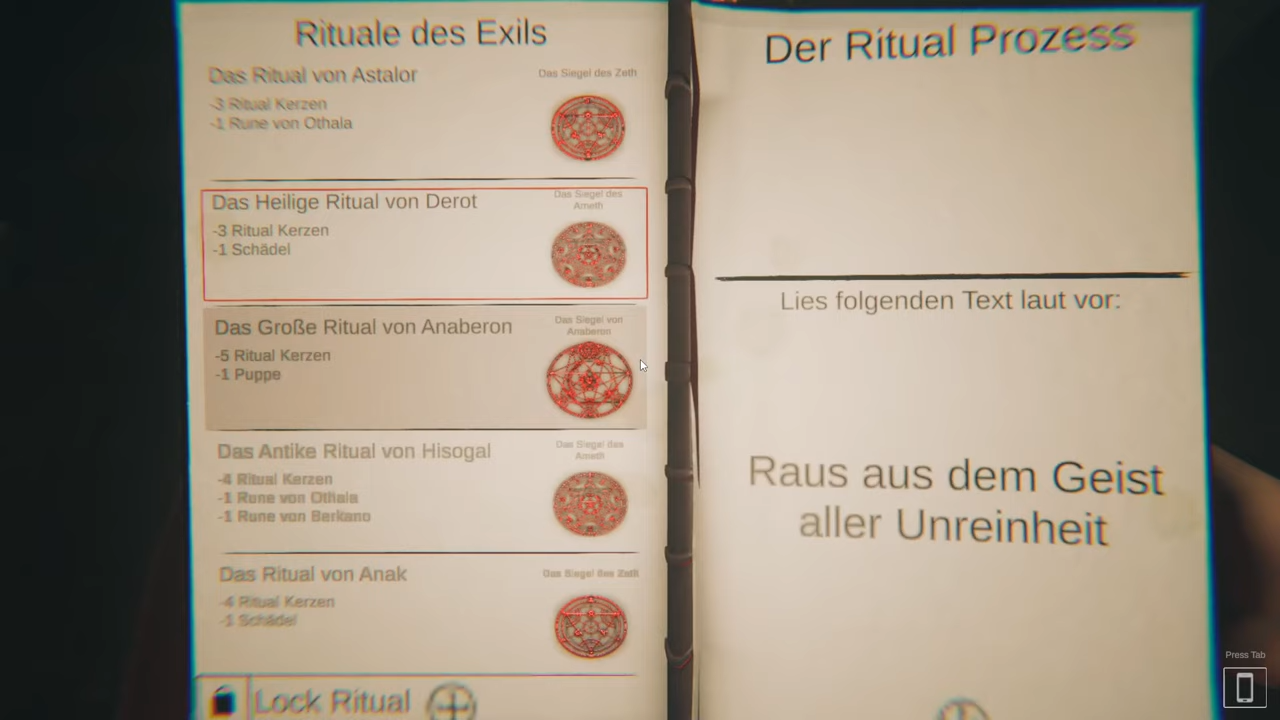 Rituale des Exils
Das Ritual von Astalor
Das Siegel des Zeth
-3 Ritual Kerzen
-1 Rune von Othala
Das Heilige Ritual von Derot
Das Siegel des
Ameth
-3 Ritual Kerzen
-1 Schädel
Das Große Ritual von Anaberon
Das Siegel von
Anaberon
-5 Ritual Kerzen
-1 Puppe
Das Antike Ritual von Hisogal
Das Siegel des
Ameth
-4 Ritual Kerzen
-1 Rune von Othala
-1 Rune von Berkano
Das Ritual von Anak
Das Siegel des Zeth
-4 Ritual Kerzen
-1 Schädel
Lock Ritual
Der Ritual Prozess
Lies folgenden Text laut vor:
Raus aus dem Geist
aller Unreinheit
Press Tab